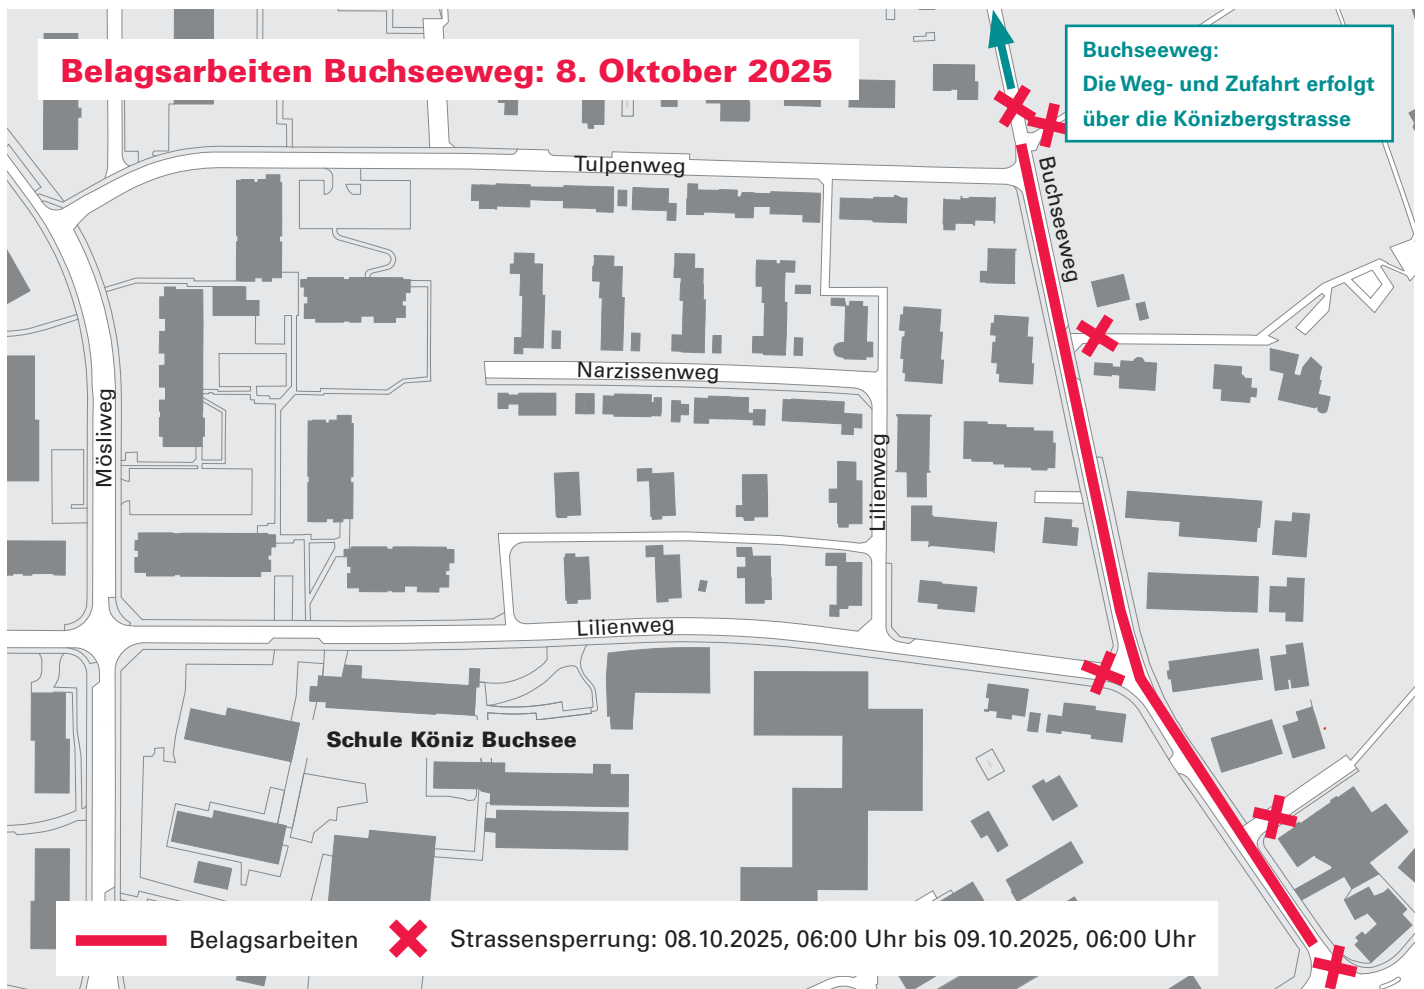 Belagsarbeiten Buchseeweg: 8. Oktober 2025
Buchseeweg:
Die Weg- und Zufahrt erfolgt
über die Könizbergstrasse
Tulpenweg
Buchseeweg
Narzissenweg
Mösliweg
Lilienweg
Lilienweg
Schule Köniz Buchsee
Belagsarbeiten
Strassensperrung: 08.10.2025, 06:00 Uhr bis 09.10.2025, 06:00 Uhr